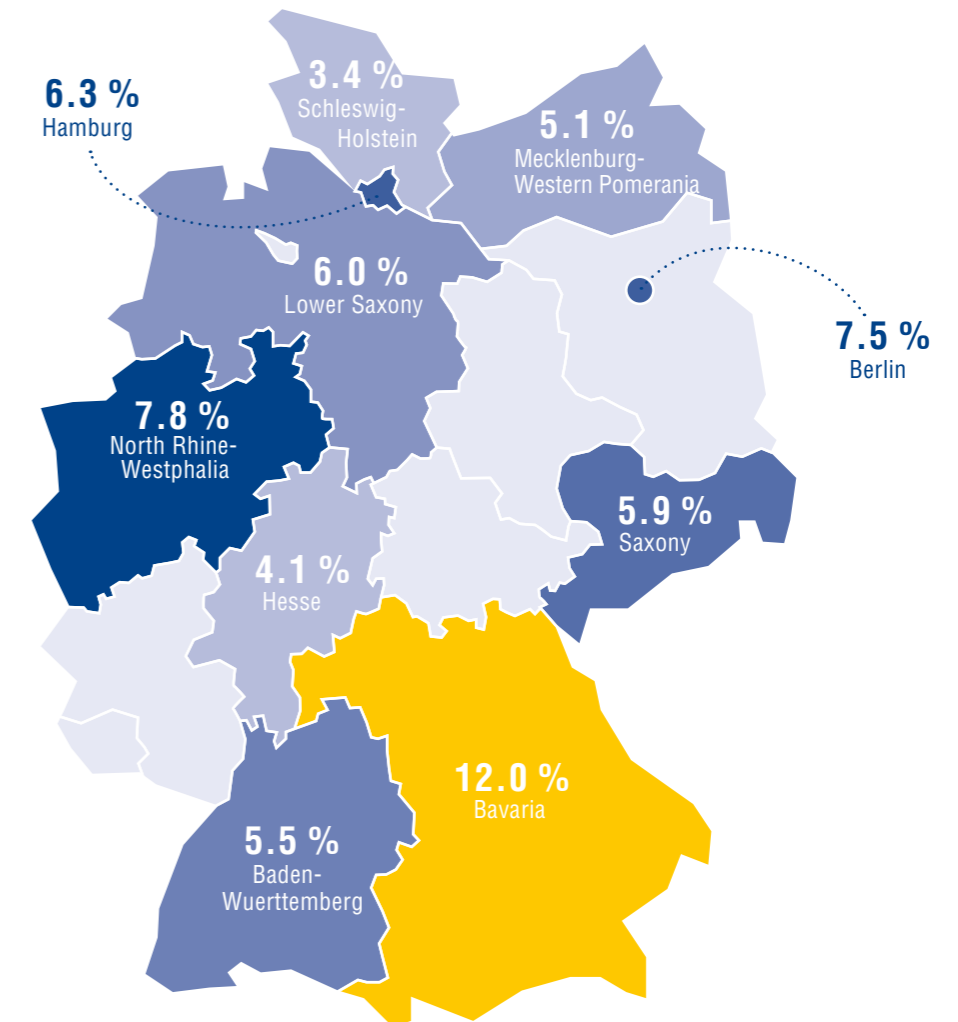 3.4 %
Schleswig-
Holstein
6.3 %
Hamburg
5.1 %
Mecklenburg-
Western Pomerania
6.0 %
Lower Saxony
7.5 %
Berlin
7.8 %
North Rhine-
Westphalia
5.9 %
Saxony
4.1 %
Hesse
12.0 %
Bavaria
5.5 %
Baden-
Wuerttemberg